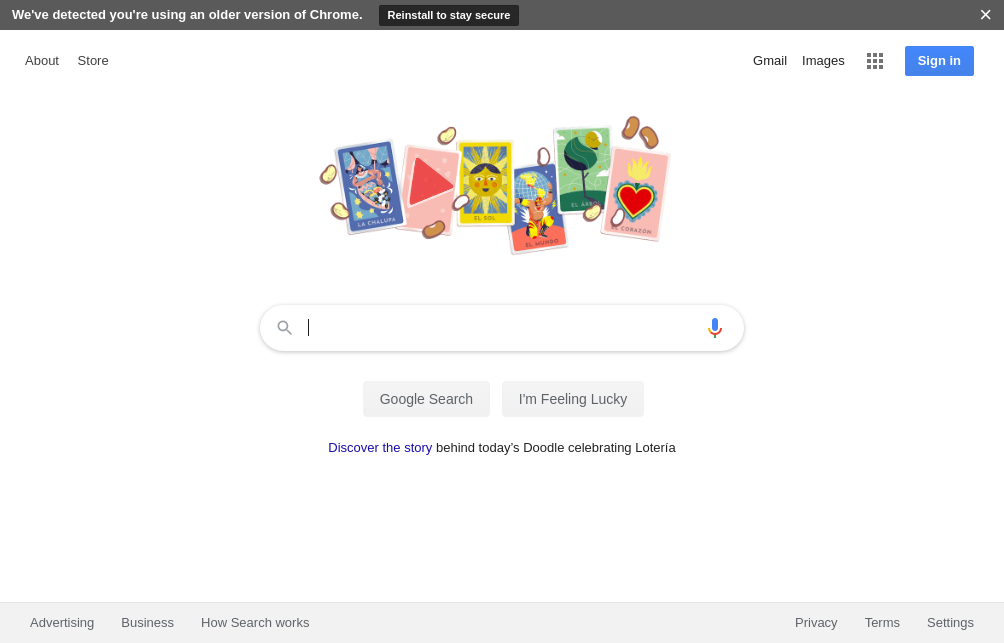 We've detected you're using an older version of Chrome. Reinstall to stay secure ×
About Store Gmail Images Sign in
LA CHALUPA EL SOL EL MUNDO EL ÁRBOL EL CORAZÓN
Google Search I'm Feeling Lucky
Discover the story behind today's Doodle celebrating Lotería
Advertising Business How Search works Privacy Terms Settings